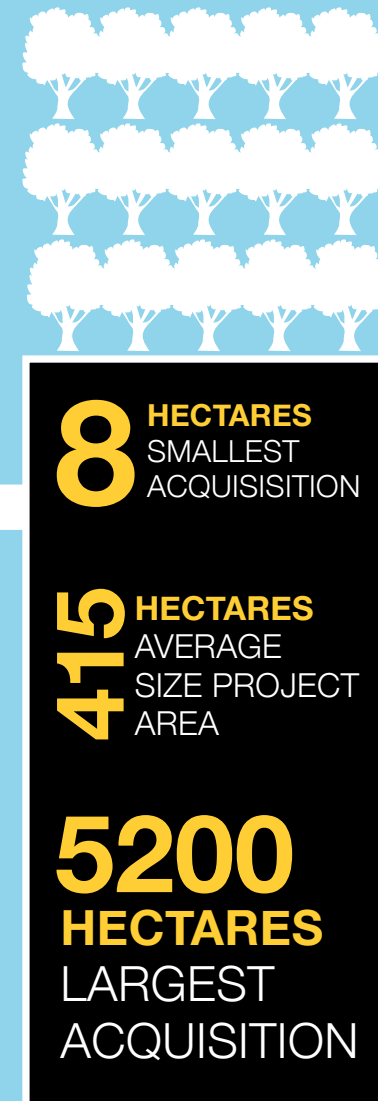 8 HECTARES
SMALLEST
ACQUISISITION
415 HECTARES
AVERAGE
SIZE PROJECT
AREA
5200
HECTARES
LARGEST
ACQUISITION